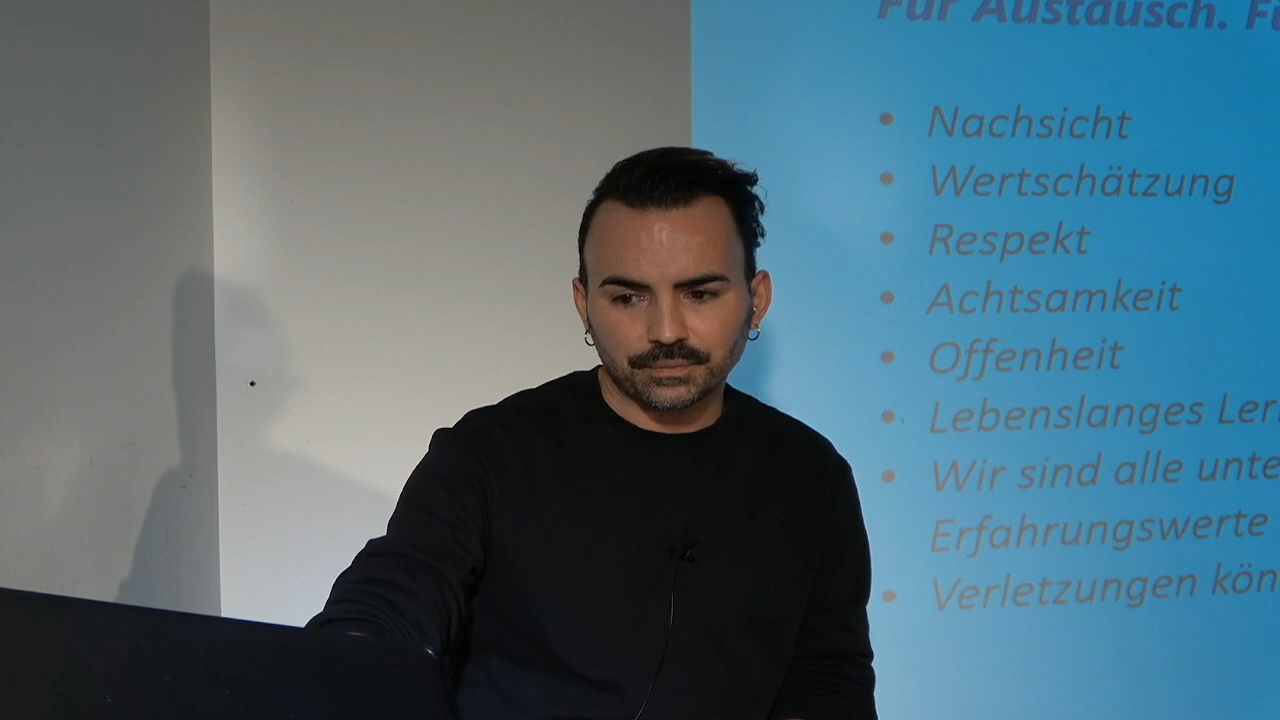 Für Austausch.
• Nachsicht
• Wertschätzung
• Respekt
• Achtsamkeit
• Offenheit
• Lebenslanges
• Wir sind alle
Erfahrungswerte
• Verletzungen